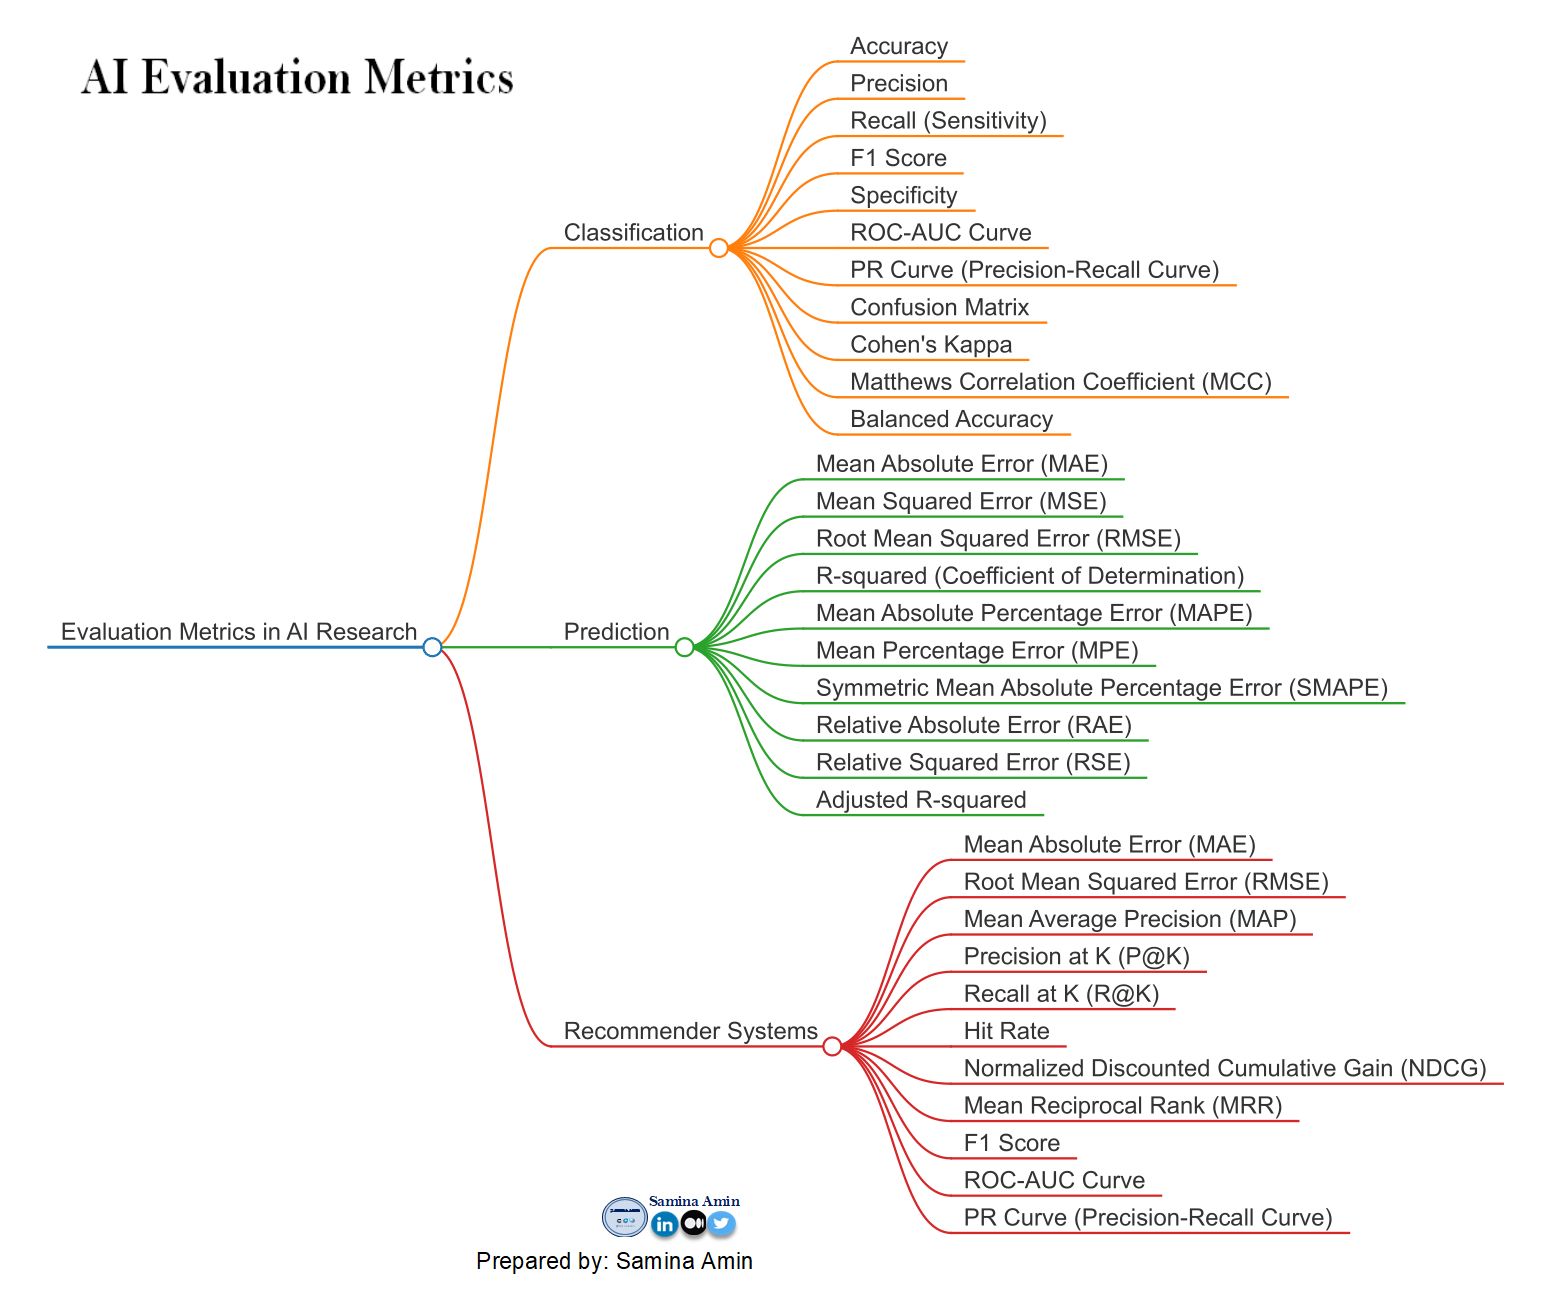 AI Evaluation Metrics
Evaluation Metrics in AI Research
Classification
Accuracy
Precision
Recall (Sensitivity)
F1 Score
Specificity
ROC-AUC Curve
PR Curve (Precision-Recall Curve)
Confusion Matrix
Cohen's Kappa
Matthews Correlation Coefficient (MCC)
Balanced Accuracy
Prediction
Mean Absolute Error (MAE)
Mean Squared Error (MSE)
Root Mean Squared Error (RMSE)
R-squared (Coefficient of Determination)
Mean Absolute Percentage Error (MAPE)
Mean Percentage Error (MPE)
Symmetric Mean Absolute Percentage Error (SMAPE)
Relative Absolute Error (RAE)
Relative Squared Error (RSE)
Adjusted R-squared
Recommender Systems
Mean Absolute Error (MAE)
Root Mean Squared Error (RMSE)
Mean Average Precision (MAP)
Precision at K (P@K)
Recall at K (R@K)
Hit Rate
Normalized Discounted Cumulative Gain (NDCG)
Mean Reciprocal Rank (MRR)
F1 Score
ROC-AUC Curve
PR Curve (Precision-Recall Curve)
Samina Amin
in
Prepared by: Samina Amin